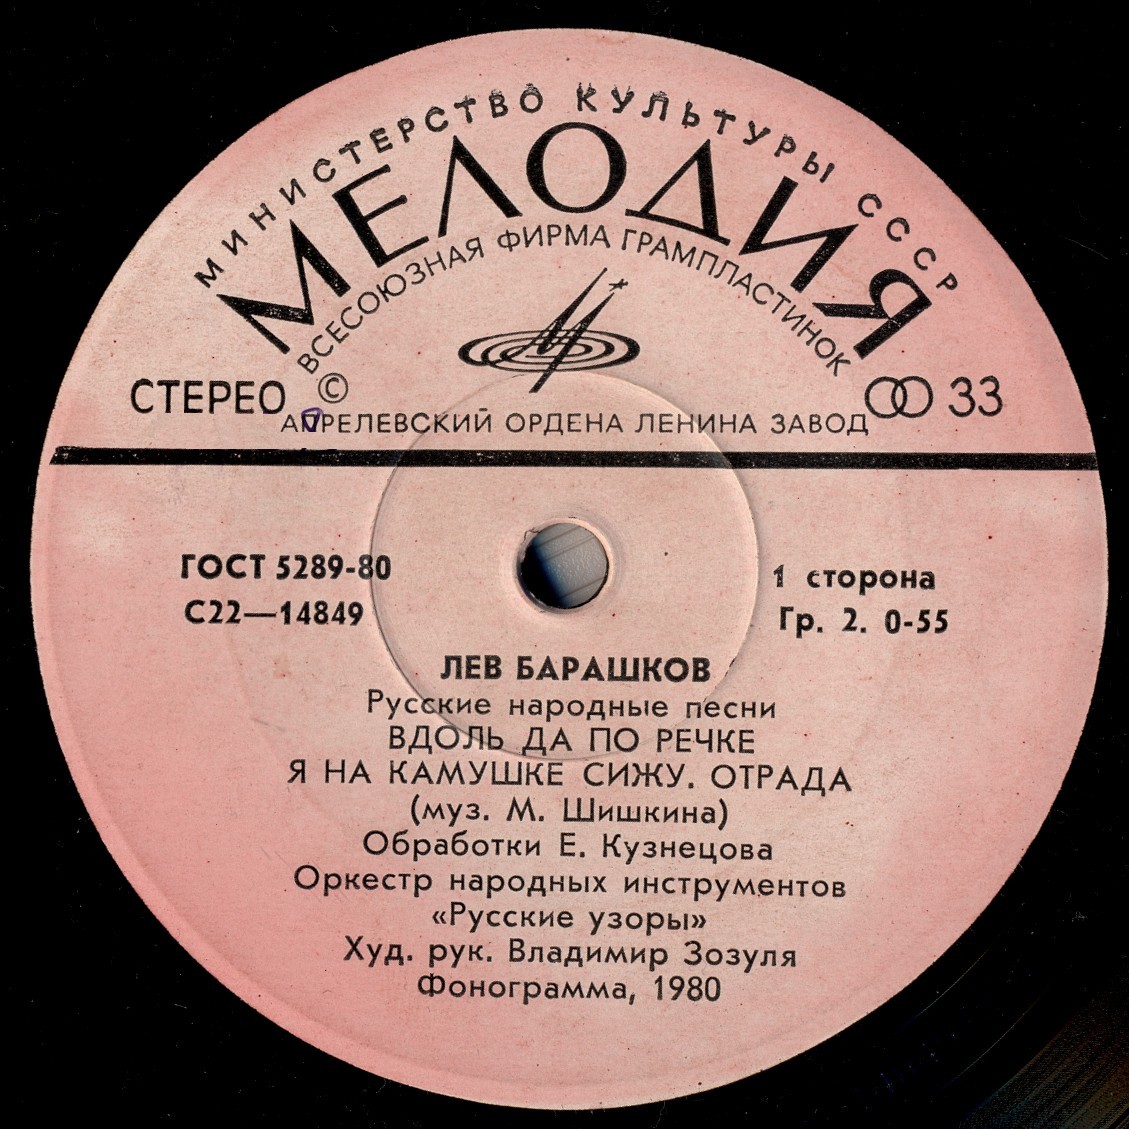 МИНИСТЕРСТВО КУЛЬТУРЫ СССР
МЕЛОДИЯ
ВСЕСОЮЗНАЯ ФИРМА ГРАМПЛАСТИНОК
СТЕРЕО © 33
АПРЕЛЕВСКИЙ ОРДЕНА ЛЕНИНА ЗАВОД
ГОСТ 5289-80
С22—14849
1 сторона
Гр. 2. 0-55
ЛЕВ БАРАШКОВ
Русские народные песни
ВДОЛЬ ДА ПО РЕЧКЕ
Я НА КАМУШКЕ СИЖУ. ОТРАДА
(муз. М. Шишкина)
Обработки Е. Кузнецова
Оркестр народных инструментов
«Русские узоры»
Худ. рук. Владимир Зозуля
Фонограмма, 1980